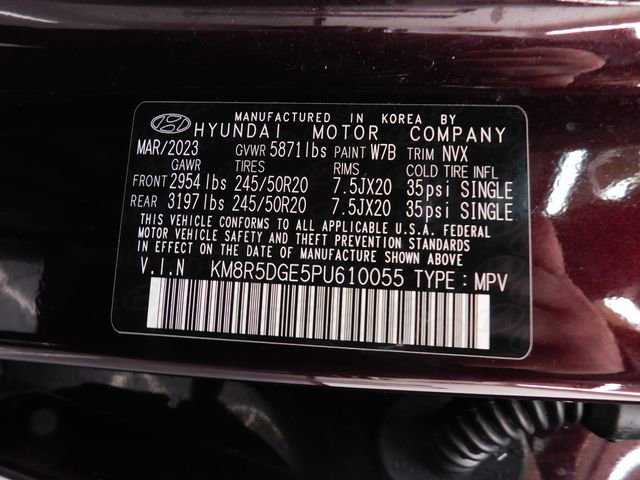 MANUFACTURED IN KOREA BY
HYUNDAI MOTOR COMPANY
MAR/2023 GVWR 5871lbs PAINT W7B TRIM NVX
GAWR TIRES RIMS COLD TIRE INFL
FRONT 2954lbs 245/50R20 7.5JX20 35psi SINGLE
REAR 3197lbs 245/50R20 7.5JX20 35psi SINGLE
THIS VEHICLE CONFORMS TO ALL APPLICABLE U.S.A. FEDERAL
MOTOR VEHICLE SAFETY AND THEFT PREVENTION STANDARDS
IN EFFECT ON THE DATE OF MANUFACTURE SHOWN ABOVE
V.I.N KM8R5DGE5PU610055 TYPE: MPV